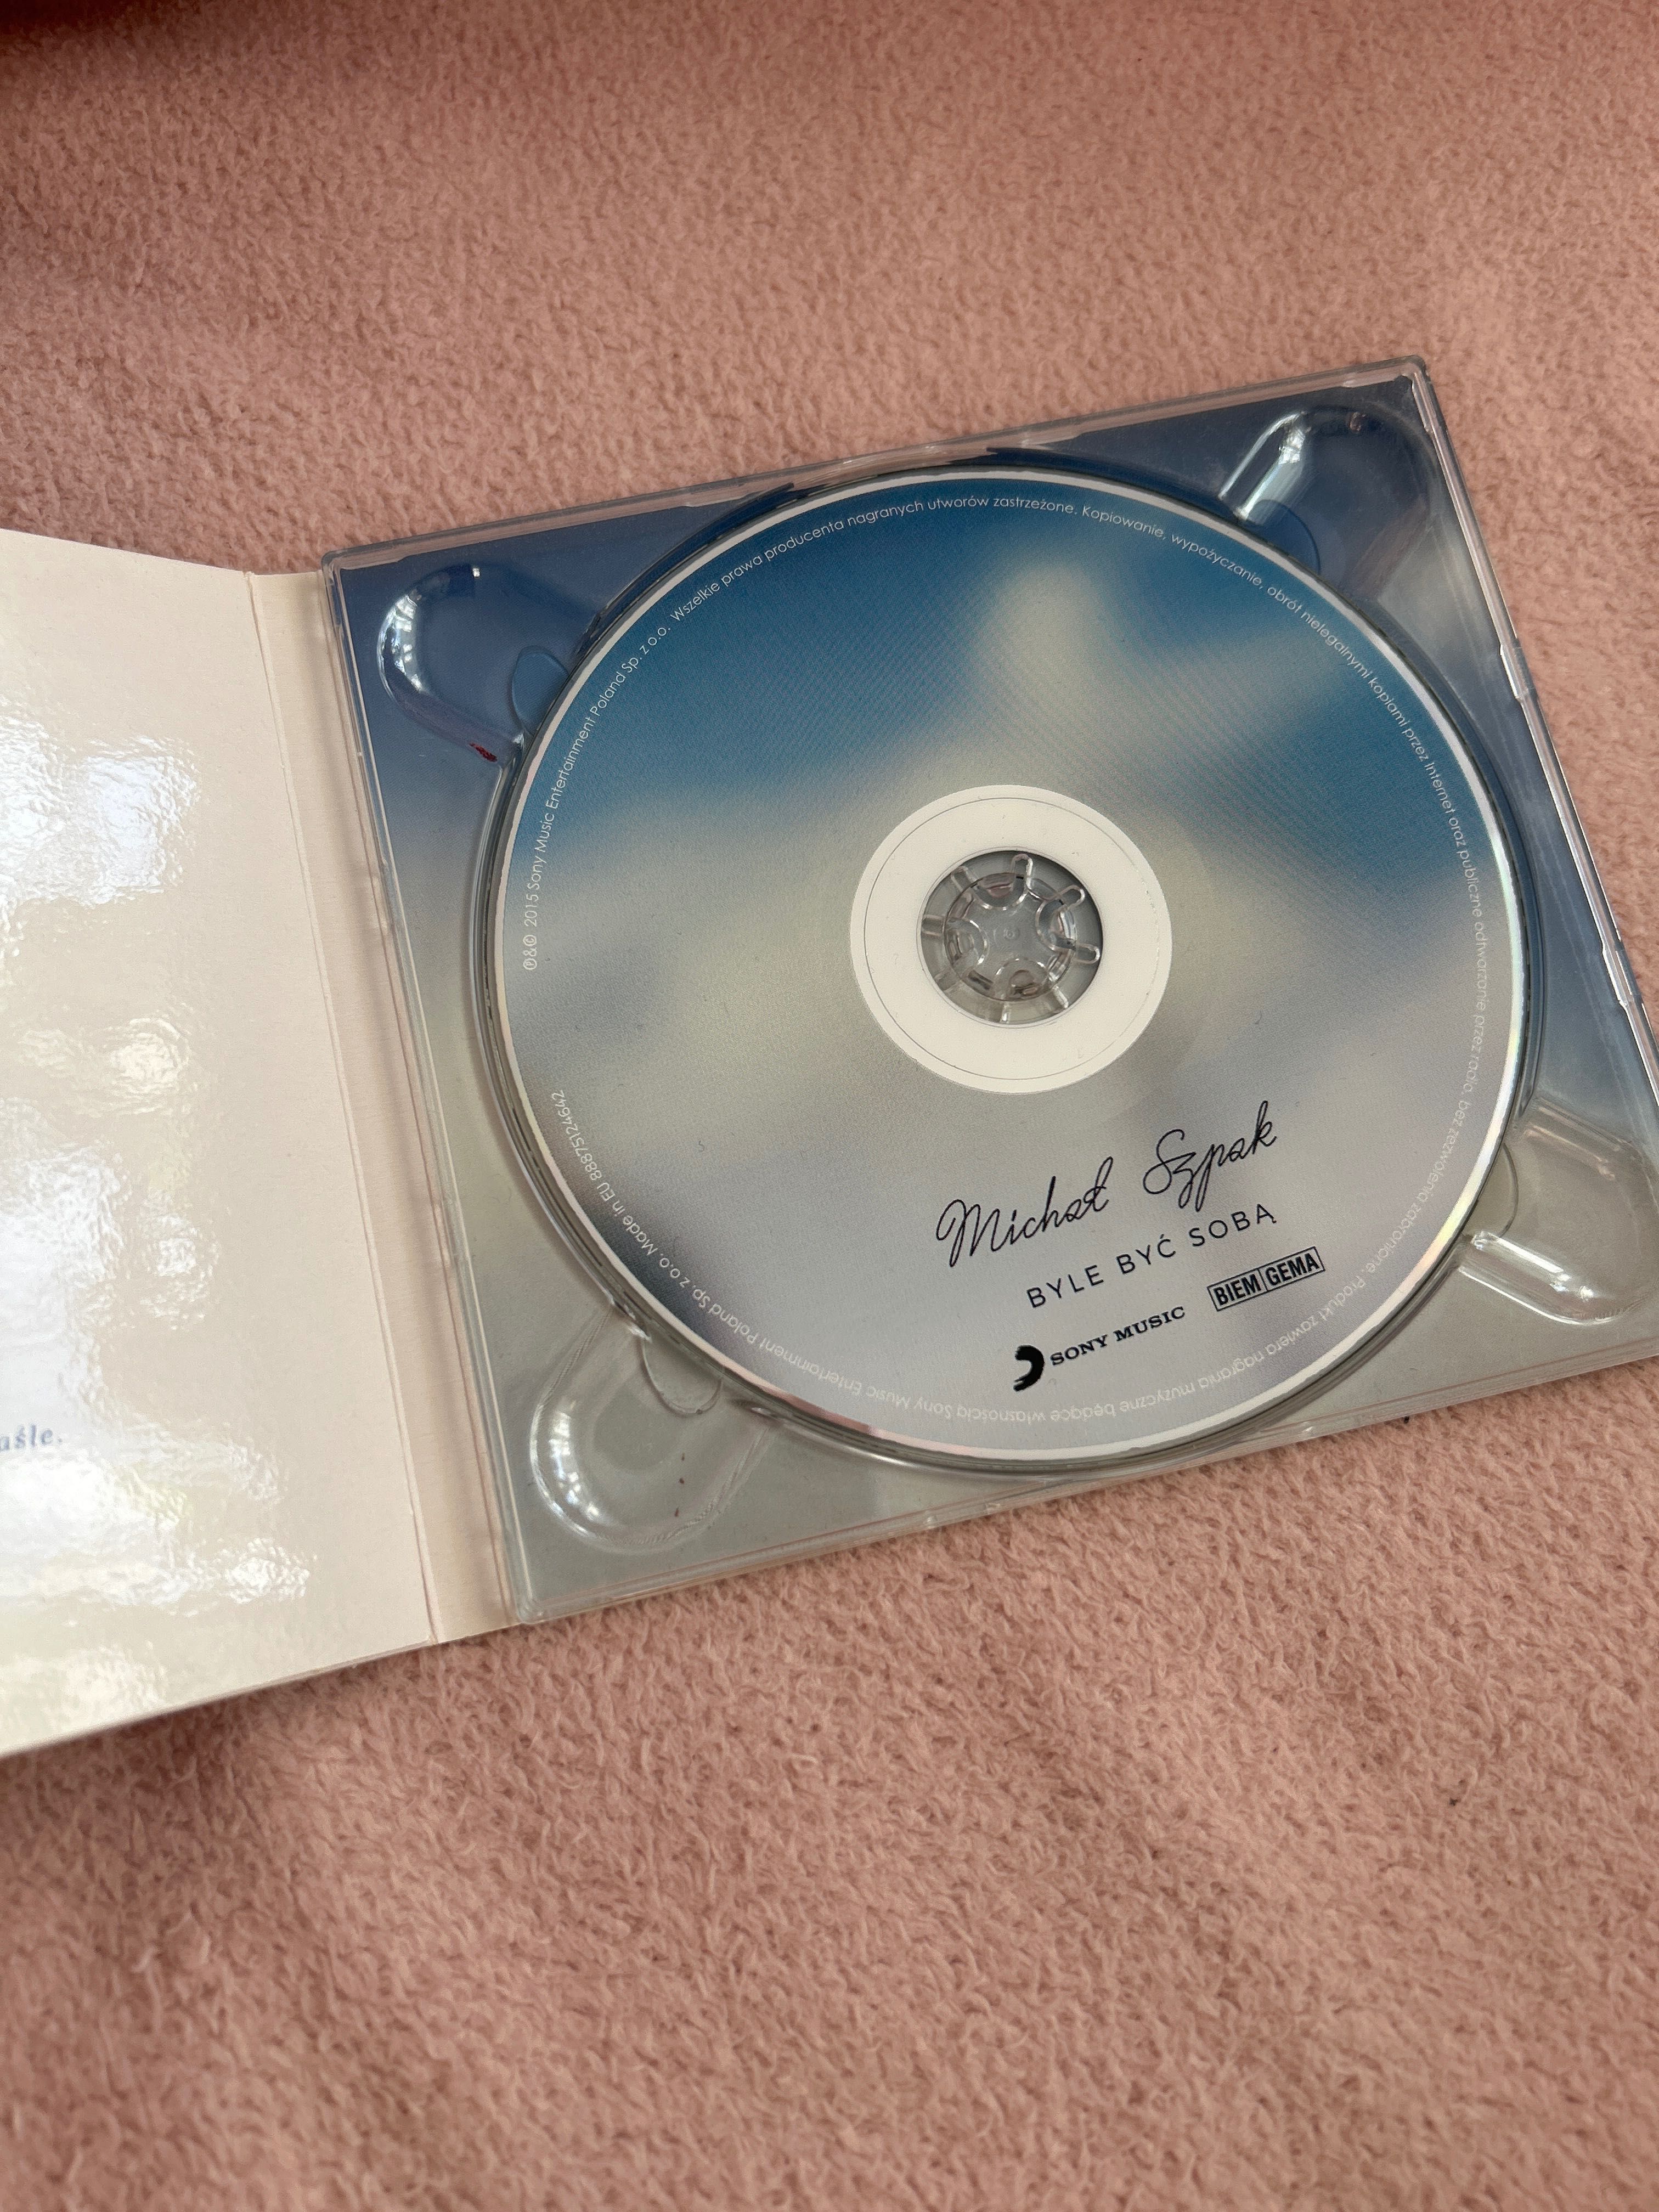 ℗&© 2015 Sony Music Entertainment Poland Sp. z o.o. Wszelkie prawa producenta nagranych utworów zastrzeżone. Kopiowanie, wypożyczanie, obrót nielegalnymi kopiami przez Internet oraz publiczne odtwarzanie przez radio, bez zezwolenia zabronione. Produkt zawiera nagrania muzyczne będące własnością Sony Music Entertainment Poland Sp. z o.o. Made in EU 88875124642
Michał Szpak
BYLE BYĆ SOBĄ
SONY MUSIC BIEM GEMA